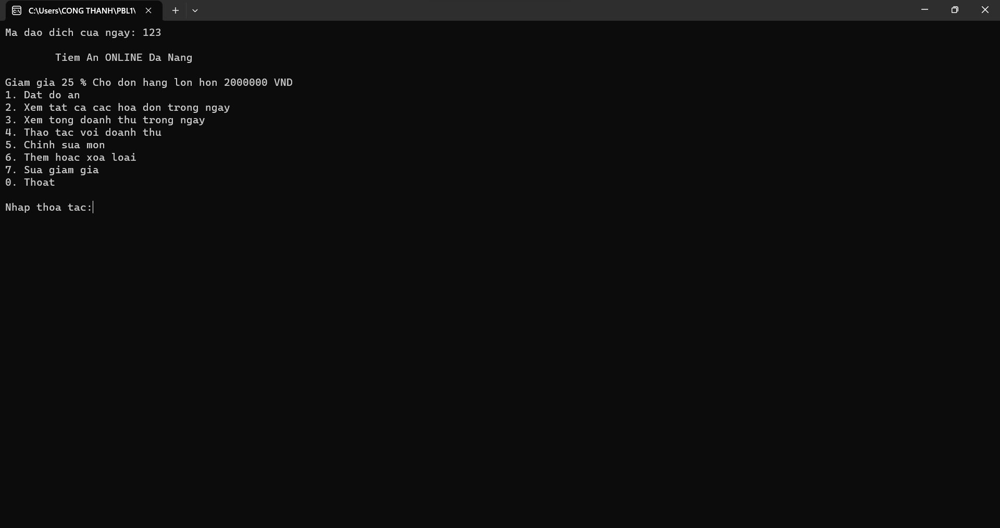 C:\Users\CONG THANH\PBL1\
Ma dao dich cua ngay: 123
Tiem An ONLINE Da Nang
Giam gia 25 % Cho don hang lon hon 2000000 VND
1. Dat do an
2. Xem tat ca cac hoa don trong ngay
3. Xem tong doanh thu trong ngay
4. Thao tac voi doanh thu
5. Chinh sua mon
6. Them hoac xoa loai
7. Sua giam gia
0. Thoat
Nhap thoa tac: